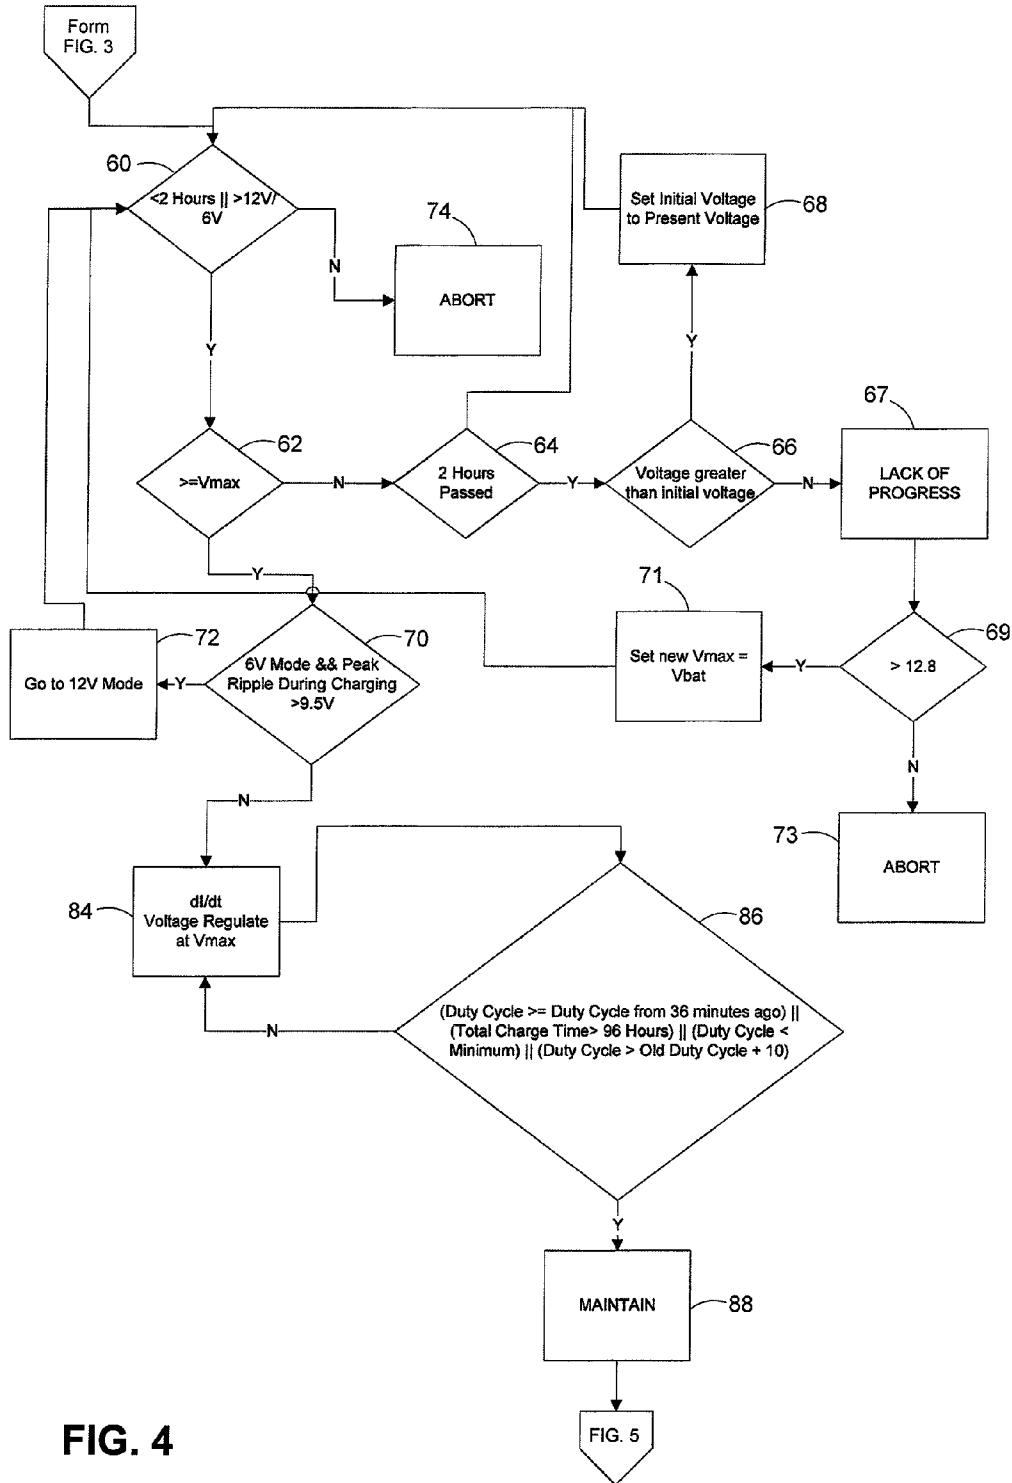 Form
FIG. 3
60
<2 Hours || >12V/
6V
N
74
ABORT
Set Initial Voltage
to Present Voltage
68
Y
Y
62
>=Vmax
N
64
2 Hours
Passed
Y
66
Voltage greater
than initial voltage
N
67
LACK OF
PROGRESS
Y
71
Set new Vmax =
Vbat
Y
69
> 12.8
72
Go to 12V Mode
Y
70
6V Mode && Peak
Ripple During Charging
>9.5V
N
N
73
ABORT
84
dI/dt
Voltage Regulate
at Vmax
86
(Duty Cycle >= Duty Cycle from 36 minutes ago) ||
(Total Charge Time> 96 Hours) || (Duty Cycle <
Minimum) || (Duty Cycle > Old Duty Cycle + 10)
N
Y
MAINTAIN
88
FIG. 5
FIG. 4